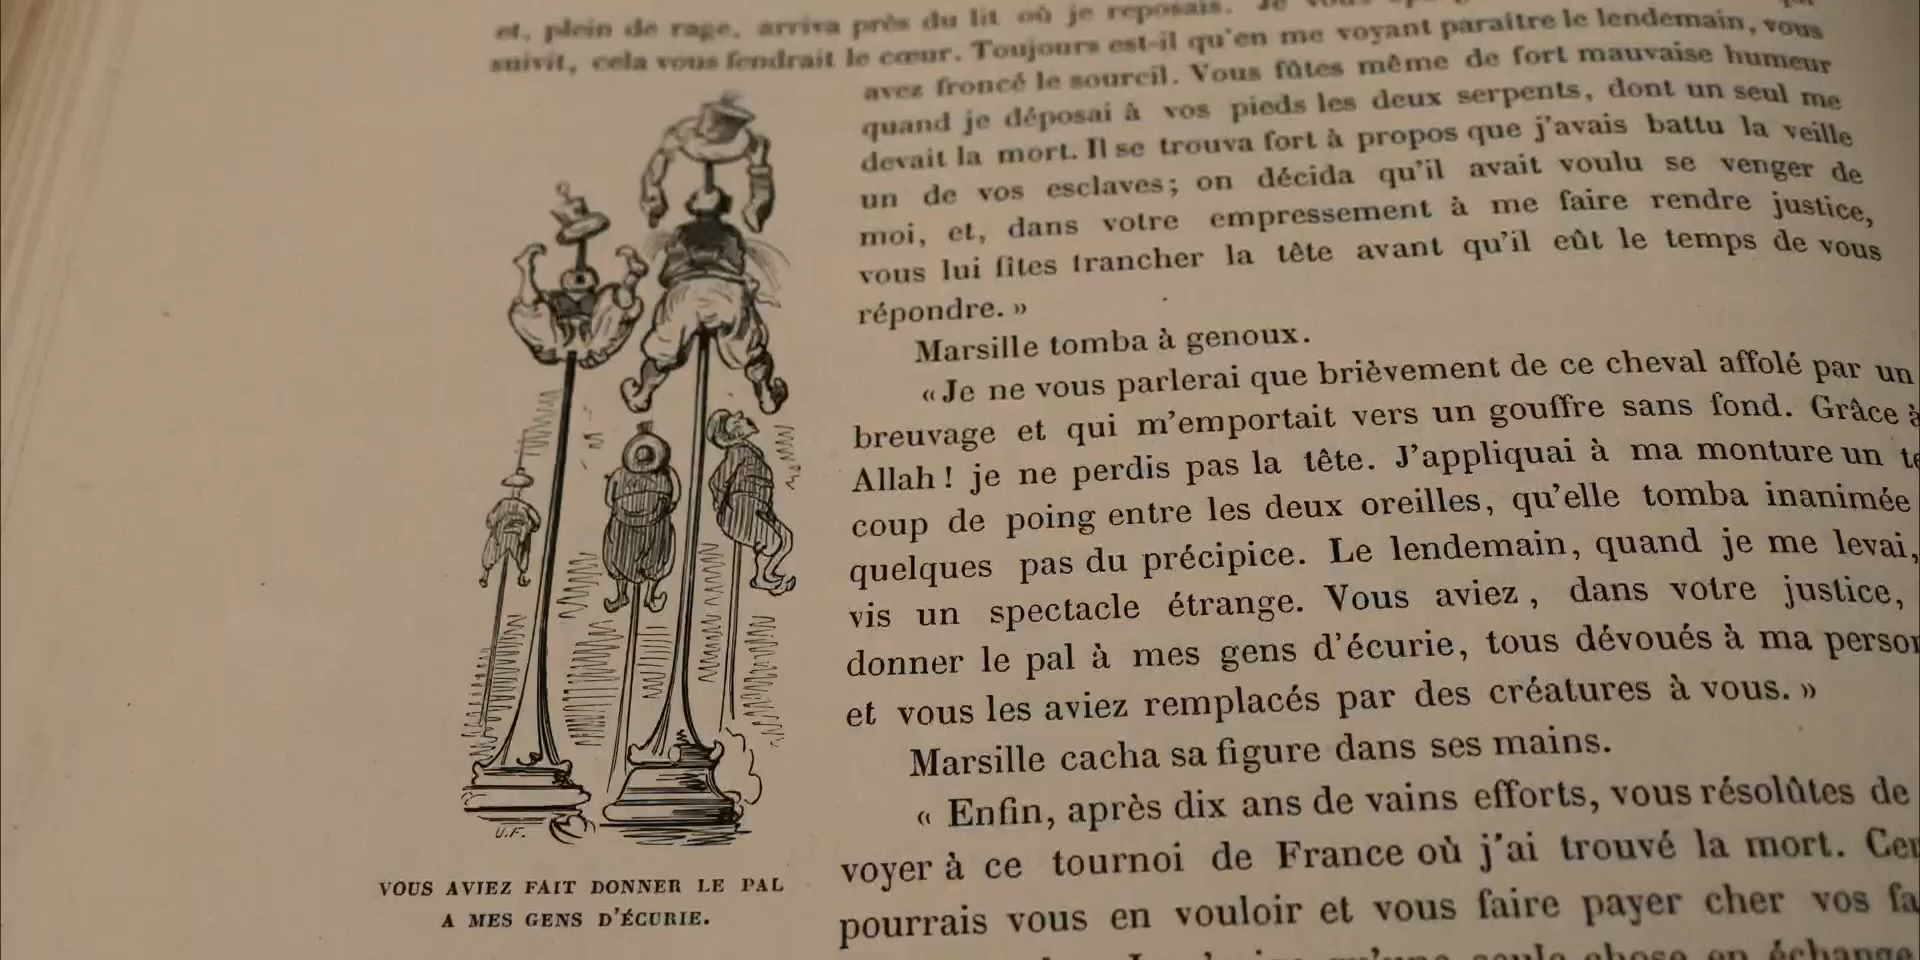 et, plein de rage, arriva près du lit où je reposais. Je
suivit, cela vous fendrait le cœur. Toujours est-il qu'en me voyant paraître le lendemain, vous
avez froncé le sourcil. Vous fûtes même de fort mauvaise humeur
quand je déposai à vos pieds les deux serpents, dont un seul me
devait la mort. Il se trouva fort à propos que j'avais battu la veille
un de vos esclaves; on décida qu'il avait voulu se venger de
moi, et, dans votre empressement à me faire rendre justice,
vous lui fîtes trancher la tête avant qu'il eût le temps de vous
répondre. »
Marsille tomba à genoux.
« Je ne vous parlerai que brièvement de ce cheval affolé par un
breuvage et qui m'emportait vers un gouffre sans fond. Grâce à
Allah ! je ne perdis pas la tête. J'appliquai à ma monture un te
coup de poing entre les deux oreilles, qu'elle tomba inanimée
quelques pas du précipice. Le lendemain, quand je me levai,
vis un spectacle étrange. Vous aviez, dans votre justice,
donner le pal à mes gens d'écurie, tous dévoués à ma person
et vous les aviez remplacés par des créatures à vous. »
Marsille cacha sa figure dans ses mains.
« Enfin, après dix ans de vains efforts, vous résolûtes de
voyer à ce tournoi de France où j'ai trouvé la mort. Cer
pourrais vous en vouloir et vous faire payer cher vos fa
seule chose en échange
U.F.
VOUS AVIEZ FAIT DONNER LE PAL
A MES GENS D'ÉCURIE.